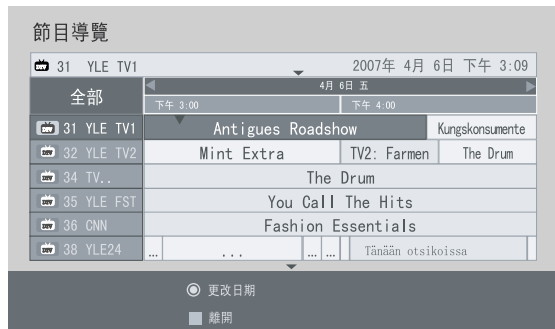 節目導覽
31 YLE TV1 2007年 4月 6日 下午 3:09
全部 4月 6日 五
下午 3:00 下午 4:00
31 YLE TV1 Antigues Roadshow Kungskonsumente
32 YLE TV2 Mint Extra TV2: Farmen The Drum
34 TV.. The Drum
35 YLE FST You Call The Hits
36 CNN Fashion Essentials
38 YLE24 ... ... ... ... Tänään otsikoissa
更改日期
離開